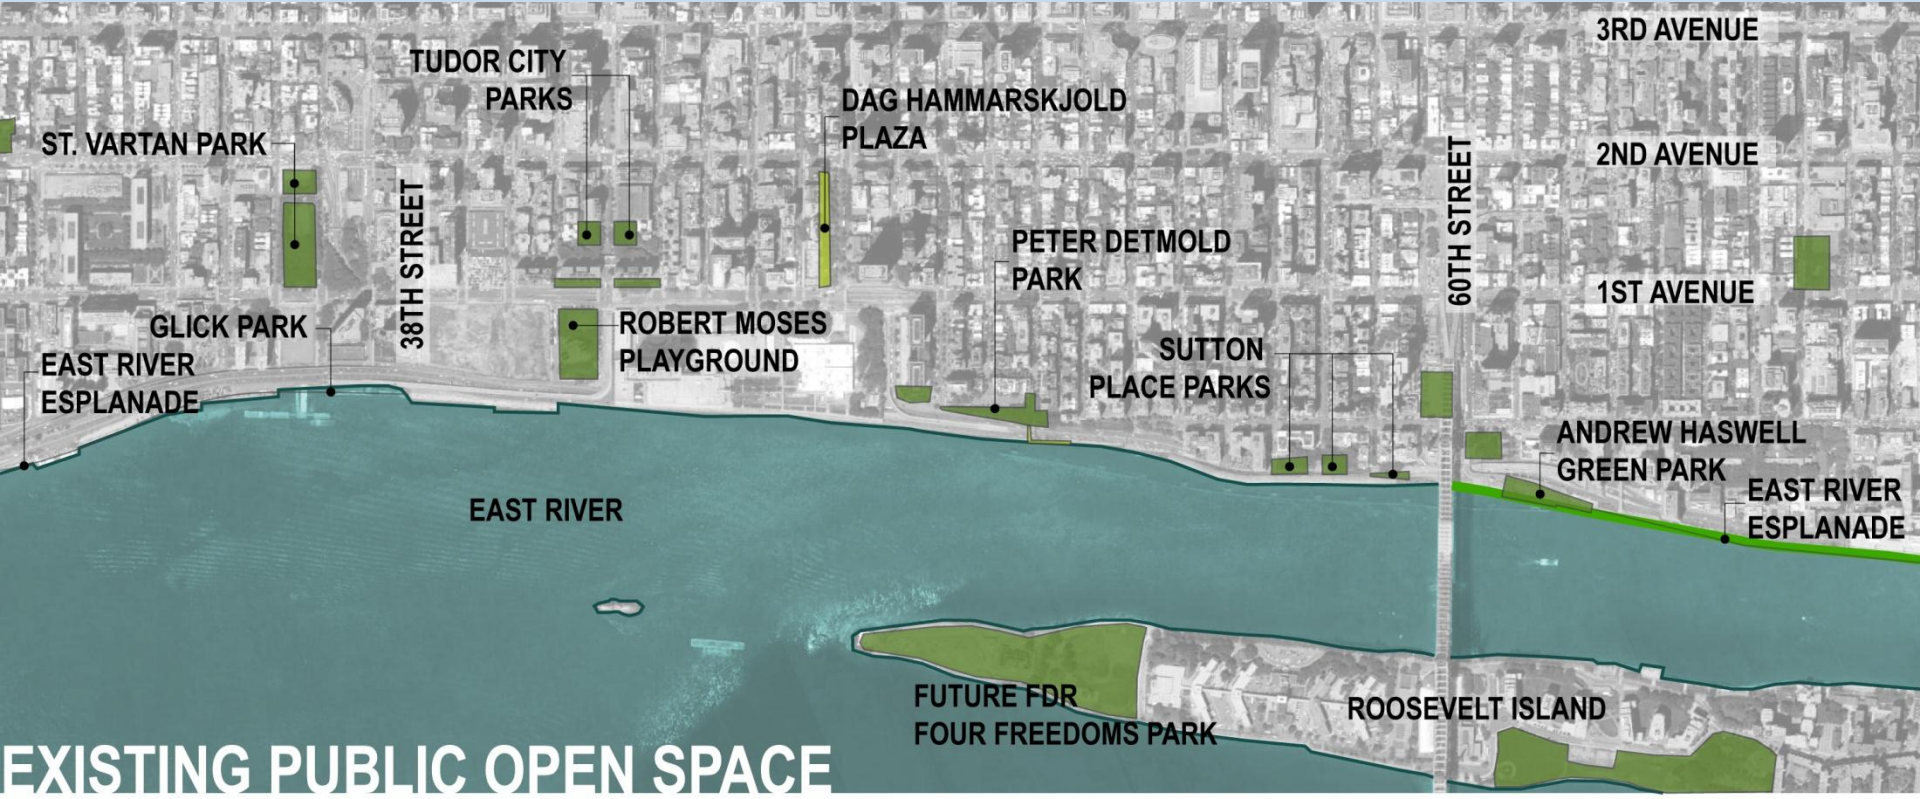 3RD AVENUE
TUDOR CITY
PARKS
DAG HAMMARSKJOLD
PLAZA
ST. VARTAN PARK
2ND AVENUE
38TH STREET
60TH STREET
PETER DETMOLD
PARK
1ST AVENUE
GLICK PARK
ROBERT MOSES
PLAYGROUND
EAST RIVER
ESPLANADE
SUTTON
PLACE PARKS
ANDREW HASWELL
GREEN PARK
EAST RIVER
ESPLANADE
EAST RIVER
FUTURE FDR
FOUR FREEDOMS PARK
ROOSEVELT ISLAND
EXISTING PUBLIC OPEN SPACE